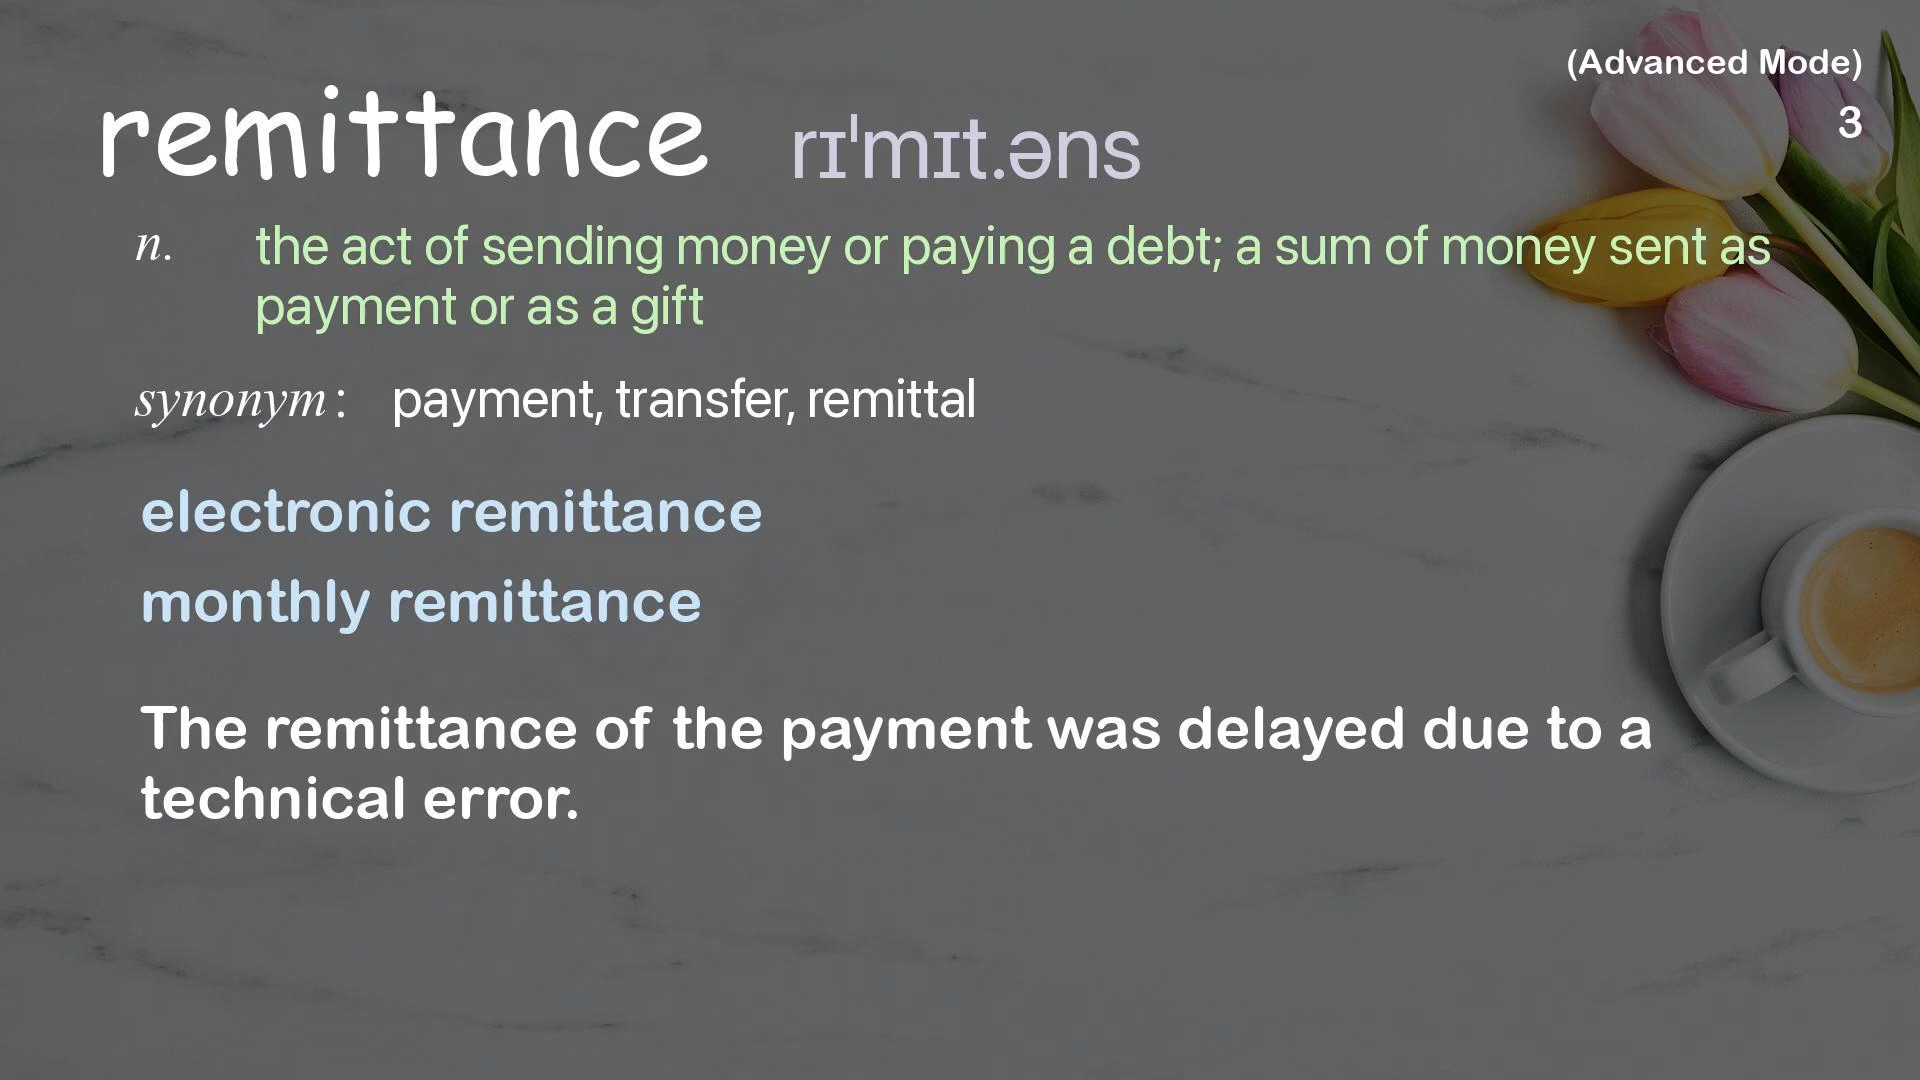 (Advanced Mode)
remittance rɪˈmɪt.əns
3
n. the act of sending money or paying a debt; a sum of money sent as
payment or as a gift
synonym: payment, transfer, remittal
electronic remittance
monthly remittance
The remittance of the payment was delayed due to a
technical error.